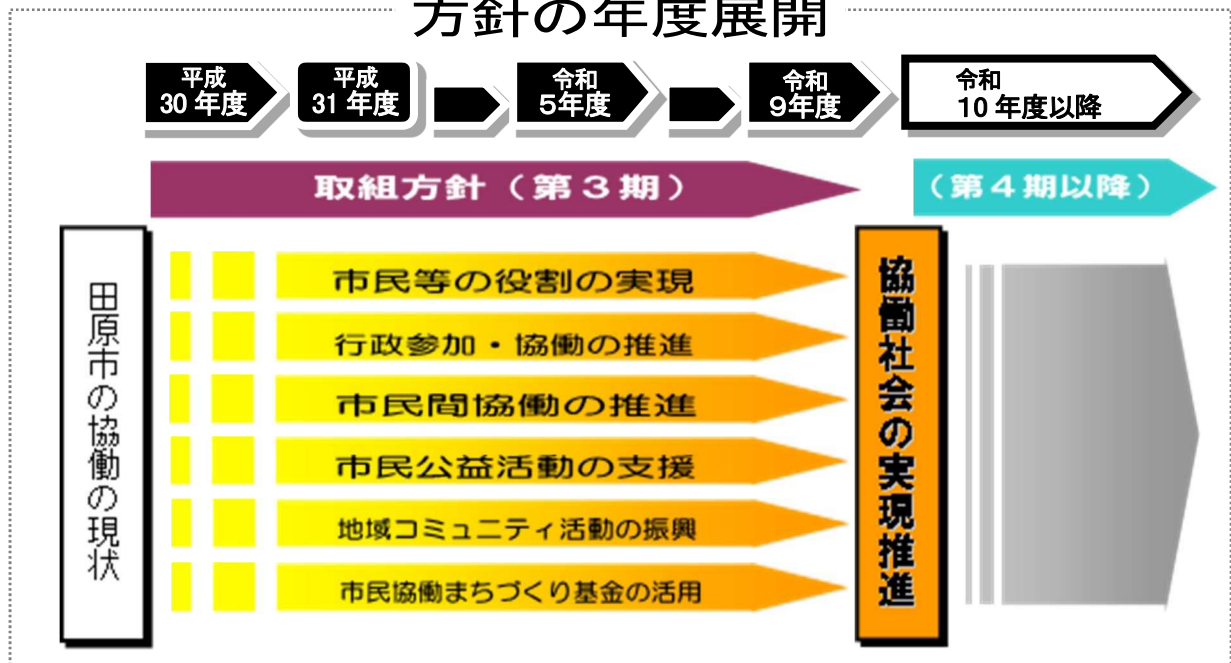 方針の年度展開
平成
30 年度
平成
31 年度
令和
5年度
令和
9年度
令和
10 年度以降
取組方針（第３期）
（第４期以降）
田原市の協働の現状
市民等の役割の実現
行政参加・協働の推進
市民間協働の推進
市民公益活動の支援
地域コミュニティ活動の振興
市民協働まちづくり基金の活用
協働社会の実現推進